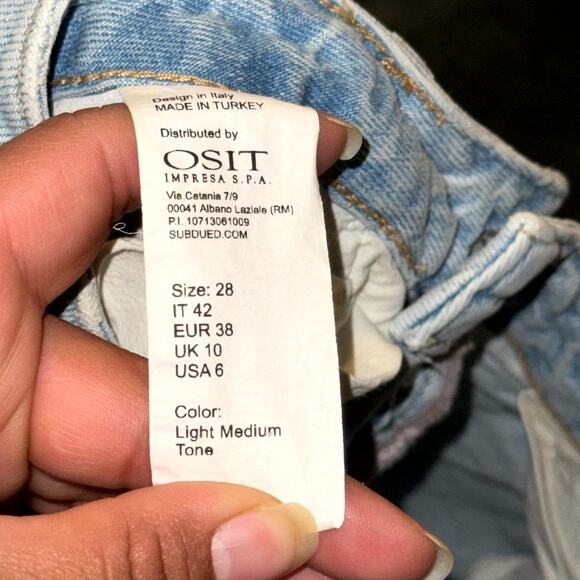 Design in Italy
MADE IN TURKEY
Distributed by
OSIT
IMPRESA S.P.A.
Via Catania 7/9
00041 Albano Laziale (RM)
P.I. 10713061009
SUBDUED.COM
Size: 28
IT 42
EUR 38
UK 10
USA 6
Color:
Light Medium
Tone